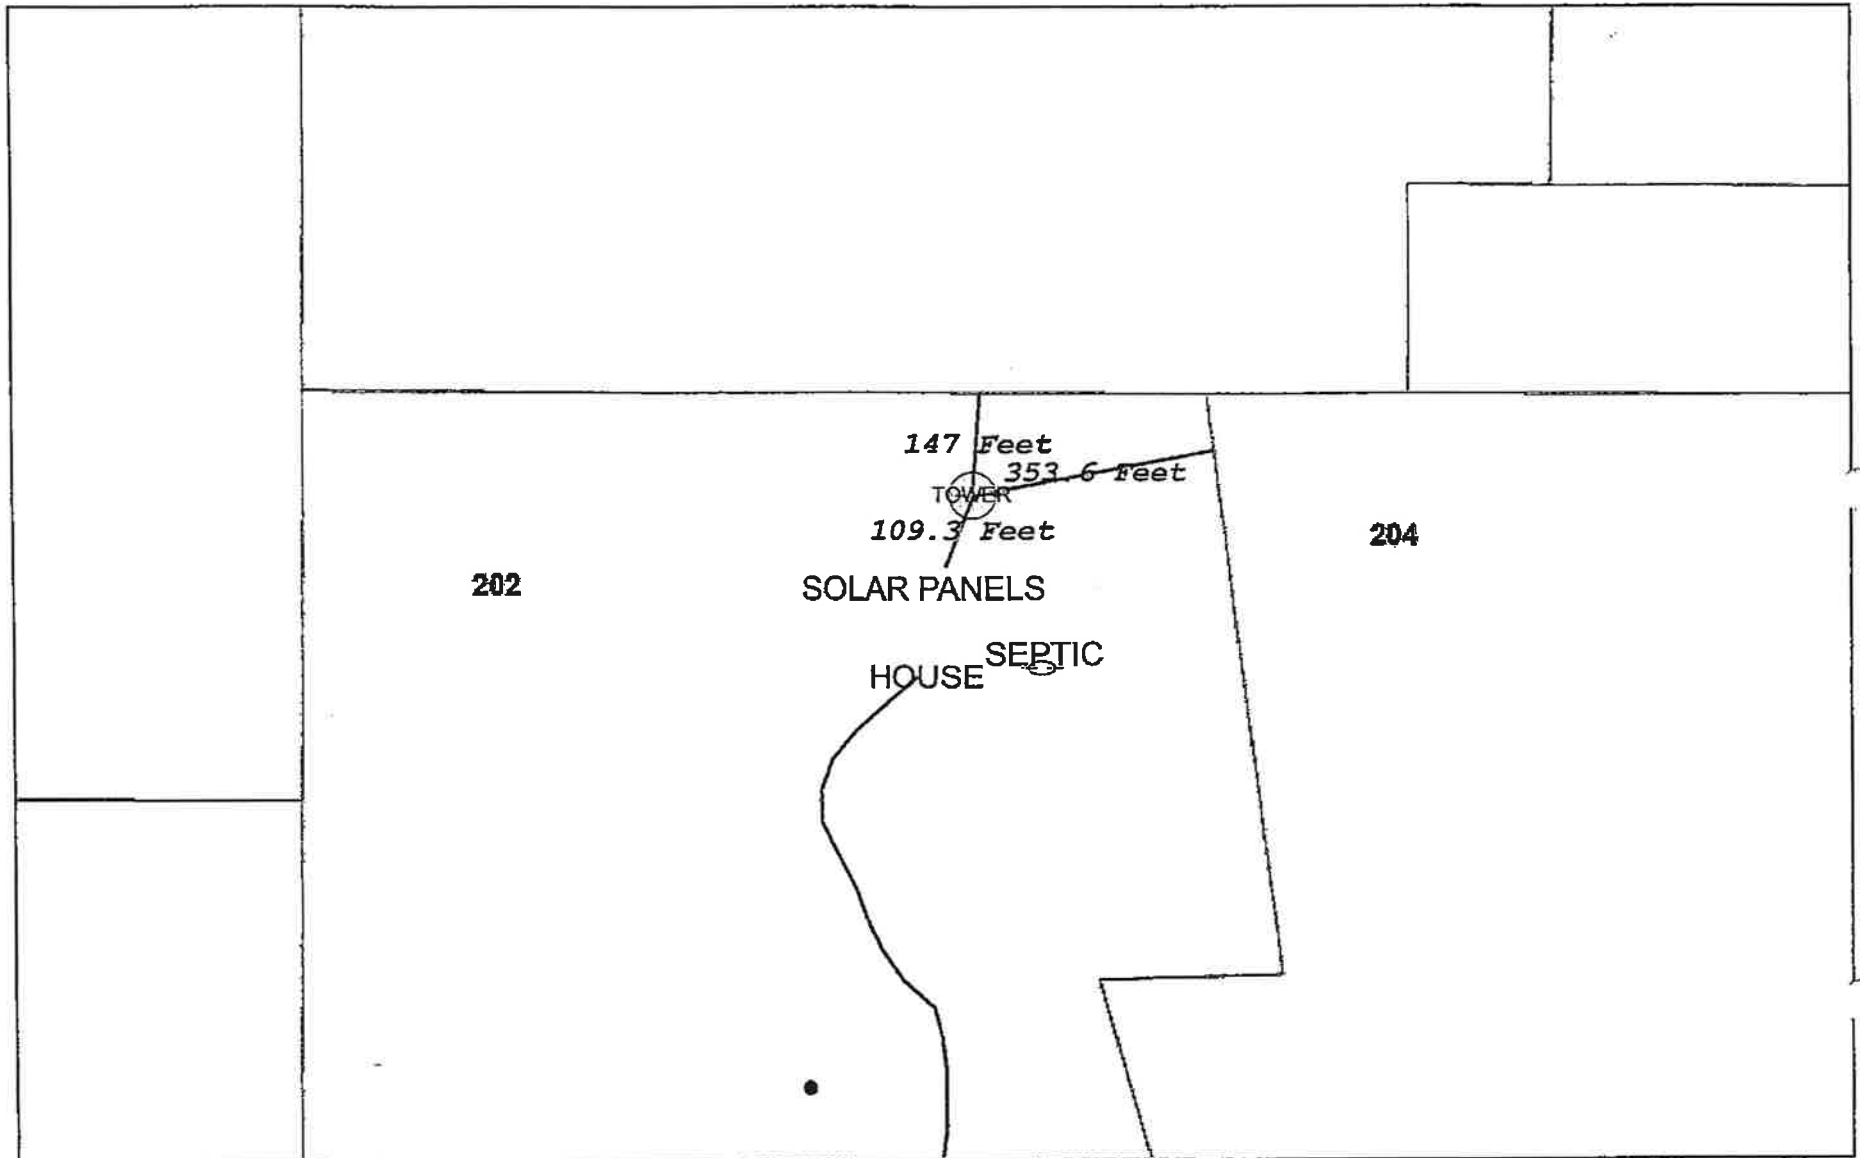 147 Feet
353.6 Feet
TOWER
109.3 Feet
204
202
SOLAR PANELS
SEPTIC
HOUSE